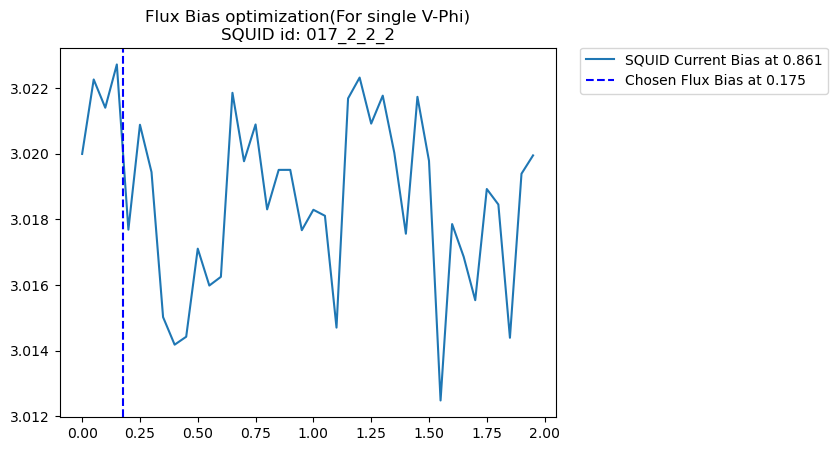 Flux Bias optimization(For single V-Phi)
SQUID id: 017_2_2_2
SQUID Current Bias at 0.861
Chosen Flux Bias at 0.175
3.022
3.020
3.018
3.016
3.014
3.012
0.00 0.25 0.50 0.75 1.00 1.25 1.50 1.75 2.00